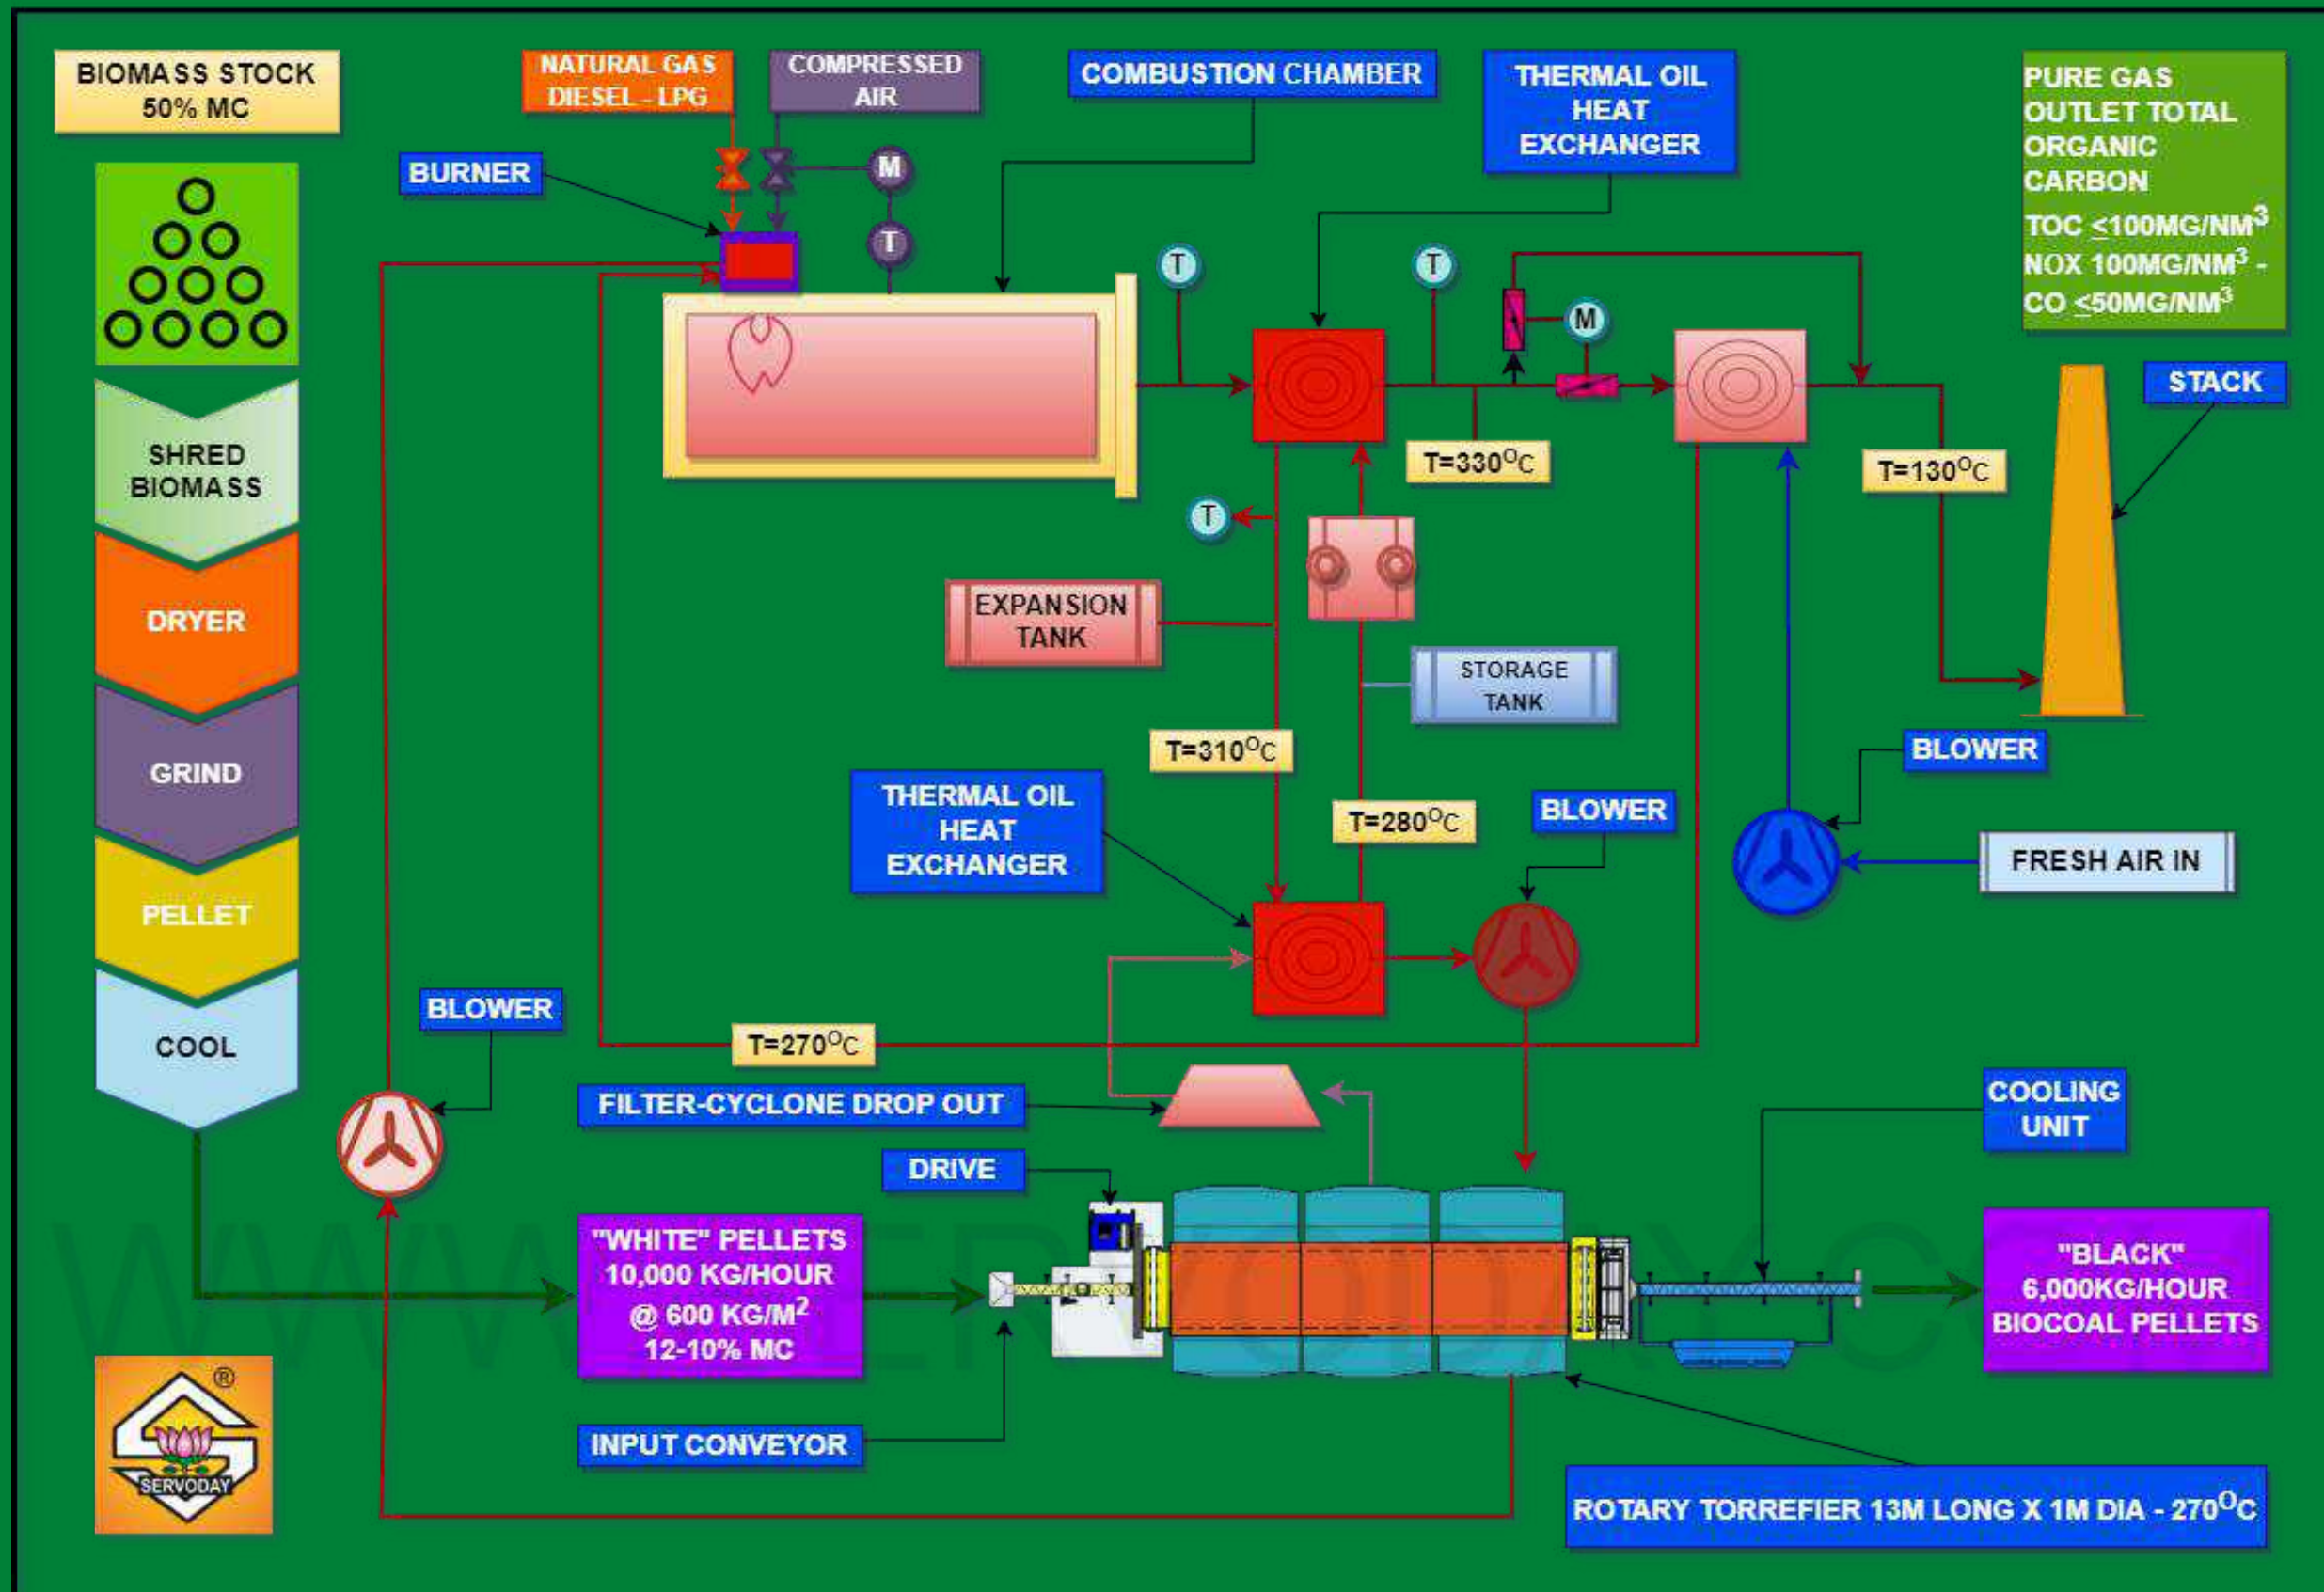 BIOMASS STOCK
50% MC
NATURAL GAS
DIESEL - LPG
COMPRESSED
AIR
COMBUSTION CHAMBER
THERMAL OIL
HEAT
EXCHANGER
PURE GAS
OUTLET TOTAL
ORGANIC
CARBON
TOC ≤100MG/NM³
NOX 100MG/NM³ -
CO ≤50MG/NM³
BURNER
M
T
T
T
M
STACK
SHRED
BIOMASS
T=330°C
T=130°C
T
DRYER
EXPANSION
TANK
STORAGE
TANK
GRIND
T=310°C
BLOWER
THERMAL OIL
HEAT
EXCHANGER
T=280°C
BLOWER
FRESH AIR IN
PELLET
BLOWER
COOL
T=270°C
FILTER-CYCLONE DROP OUT
COOLING
UNIT
DRIVE
"WHITE" PELLETS
10,000 KG/HOUR
@ 600 KG/M²
12-10% MC
"BLACK"
6,000KG/HOUR
BIOCOAL PELLETS
INPUT CONVEYOR
®
SERVODAY
ROTARY TORREFIER 13M LONG X 1M DIA - 270°C